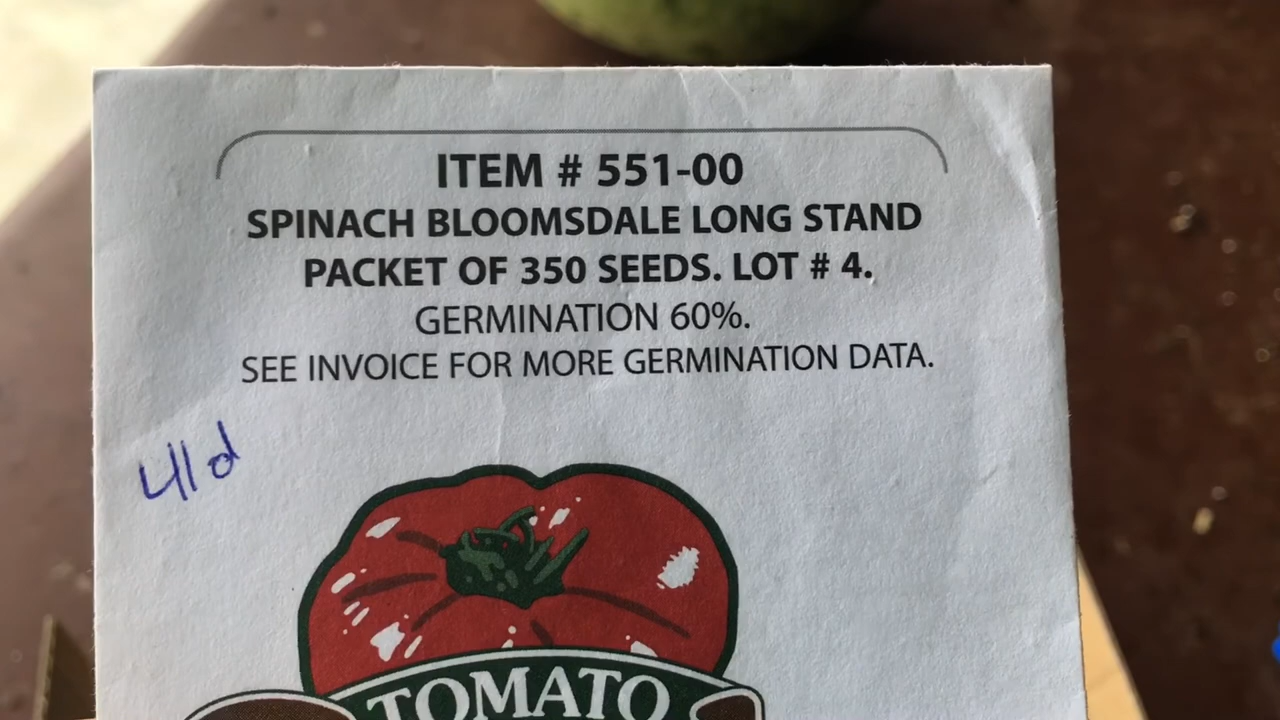 ITEM # 551-00
SPINACH BLOOMSDALE LONG STAND
PACKET OF 350 SEEDS. LOT # 4.
GERMINATION 60%.
SEE INVOICE FOR MORE GERMINATION DATA.
41d
TOMATO